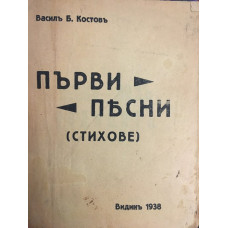 Василъ Б. Костовъ
ПЪРВИ
ПѢСНИ
(СТИХОВЕ)
Видинъ 1938